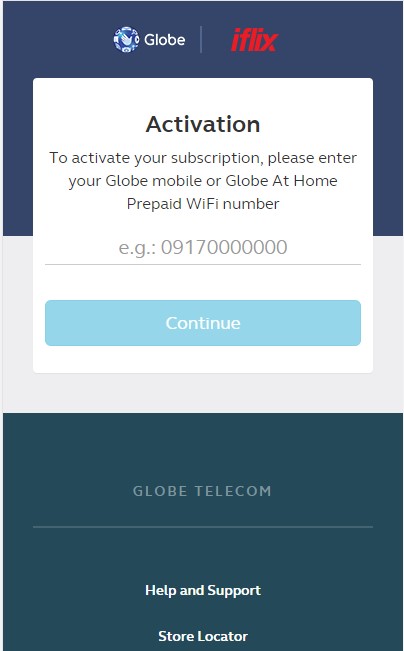 Globe iflix
Activation
To activate your subscription, please enter
your Globe mobile or Globe At Home
Prepaid WiFi number
e.g.: 09170000000
Continue
GLOBE TELECOM
Help and Support
Store Locator